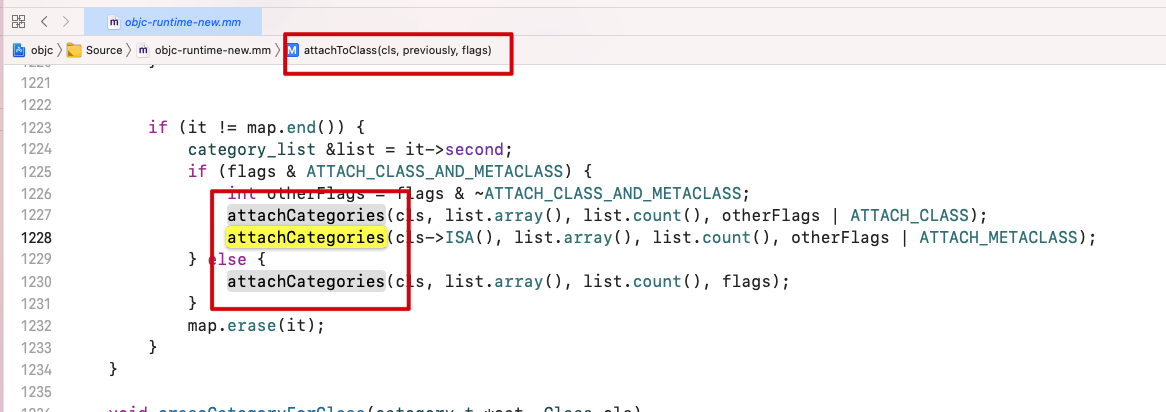 objc-runtime-new.mm
objc Source objc-runtime-new.mm M attachToClass(cls, previously, flags)
1221
1222
1223 if (it != map.end()) {
1224 category_list &list = it->second;
1225 if (flags & ATTACH_CLASS_AND_METACLASS) {
1226 int otherFlags = flags & ~ATTACH_CLASS_AND_METACLASS;
1227 attachCategories(cls, list.array(), list.count(), otherFlags | ATTACH_CLASS);
1228 attachCategories(cls->ISA(), list.array(), list.count(), otherFlags | ATTACH_METACLASS);
1229 } else {
1230 attachCategories(cls, list.array(), list.count(), flags);
1231 }
1232 map.erase(it);
1233 }
1234 }
1235